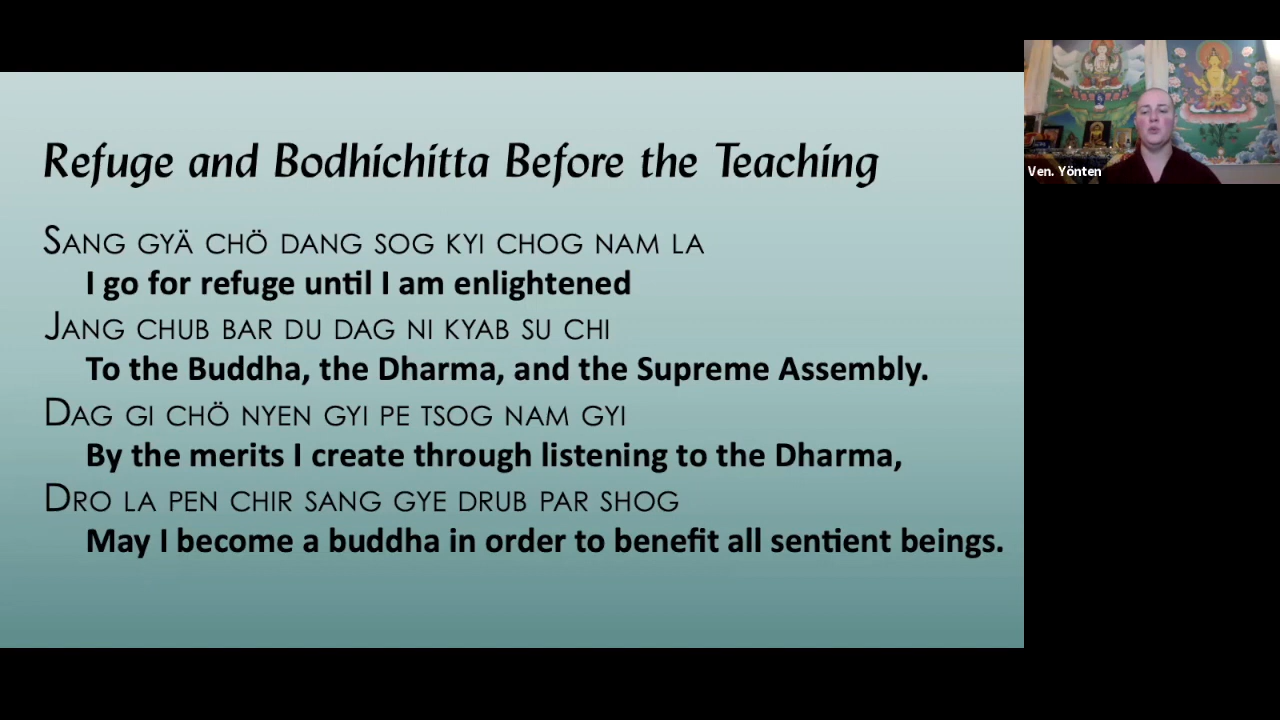 Refuge and Bodhichitta Before the Teaching
SANG GYÄ CHÖ DANG SOG KYI CHOG NAM LA
I go for refuge until I am enlightened
JANG CHUB BAR DU DAG NI KYAB SU CHI
To the Buddha, the Dharma, and the Supreme Assembly.
DAG GI CHÖ NYEN GYI PE TSOG NAM GYI
By the merits I create through listening to the Dharma,
DRO LA PEN CHIR SANG GYE DRUB PAR SHOG
May I become a buddha in order to benefit all sentient beings.
Ven. Yönten